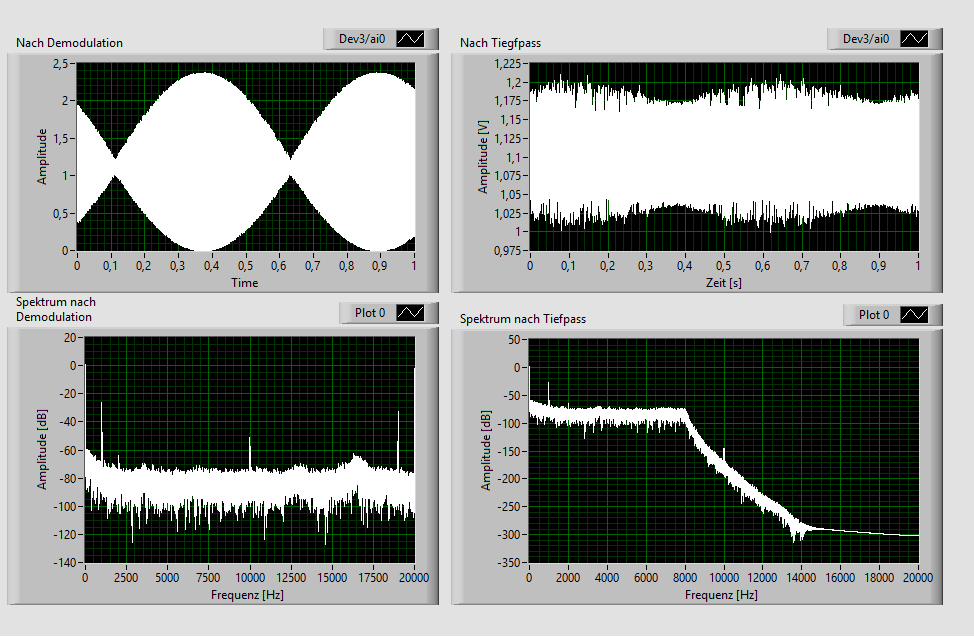 Nach Demodulation
Dev3/ai0
Amplitude
2,5
2
1,5
1
0,5
0
0 0,1 0,2 0,3 0,4 0,5 0,6 0,7 0,8 0,9 1
Time
Nach Tiegfpass
Dev3/ai0
Amplitude [V]
1,225
1,2
1,175
1,15
1,125
1,1
1,075
1,05
1,025
1
0,975
0 0,1 0,2 0,3 0,4 0,5 0,6 0,7 0,8 0,9 1
Zeit [s]
Spektrum nach
Demodulation
Plot 0
Amplitude [dB]
20
0
-20
-40
-60
-80
-100
-120
-140
0 2500 5000 7500 10000 12500 15000 17500 20000
Frequenz [Hz]
Spektrum nach Tiefpass
Plot 0
Amplitude [dB]
50
0
-50
-100
-150
-200
-250
-300
-350
0 2000 4000 6000 8000 10000 12000 14000 16000 18000 20000
Frequenz [Hz]